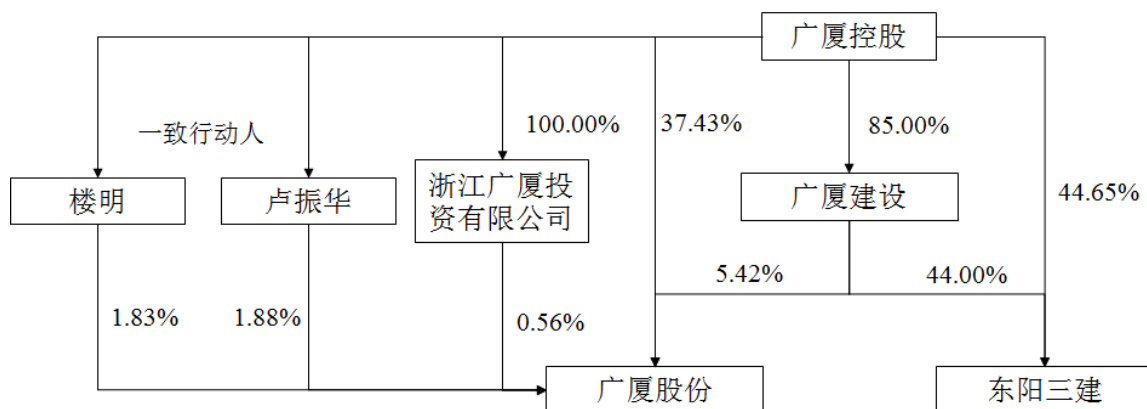 广厦控股
一致行动人
100.00%
37.43%
85.00%
楼明
卢振华
浙江广厦投
资有限公司
广厦建设
44.65%
5.42%
44.00%
1.83%
1.88%
0.56%
广厦股份
东阳三建